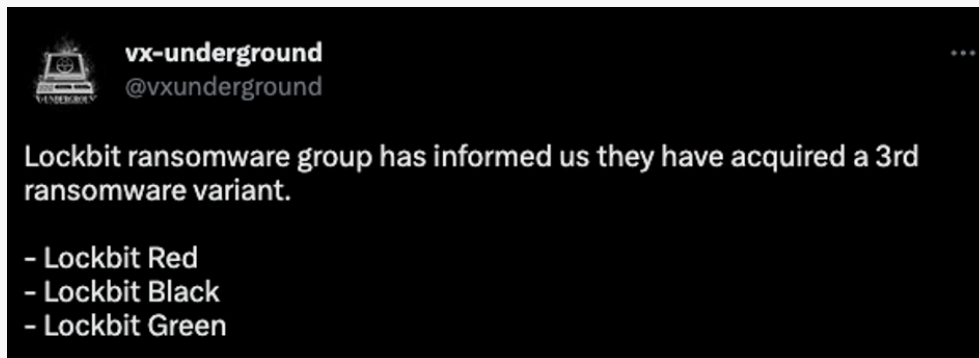 vx-underground
@vxunderground
Lockbit ransomware group has informed us they have acquired a 3rd
ransomware variant.
- Lockbit Red
- Lockbit Black
- Lockbit Green